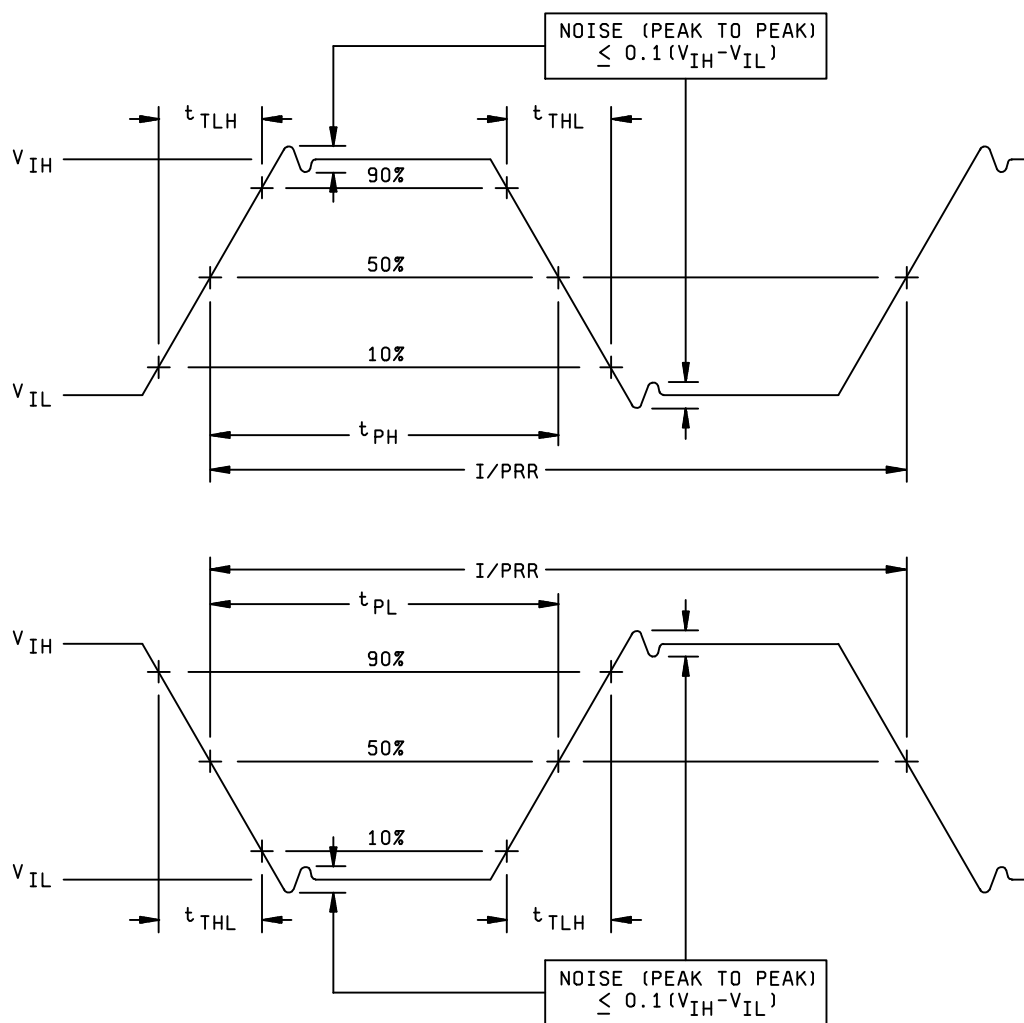 NOISE (PEAK TO PEAK)
≤ 0.1(VIH-VIL)
tTLH
tTHL
VIH
90%
50%
10%
VIL
tPH
I/PRR
I/PRR
tPL
VIH
90%
50%
10%
VIL
tTHL
tTLH
NOISE (PEAK TO PEAK)
≤ 0.1(VIH-VIL)